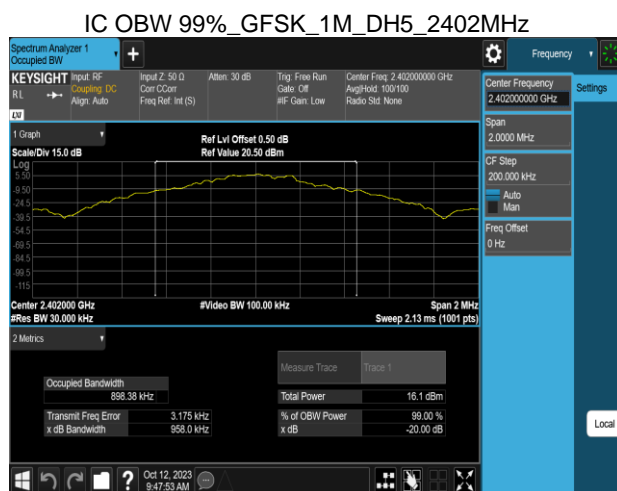 IC OBW 99%_GFSK_1M_DH5_2402MHz
Spectrum Analyzer 1
Occupied BW
Frequency
KEYSIGHT
RL
Input: RF
Coupling: DC
Align: Auto
Input Z: 50 Ω
Corr CCorr
Freq Ref: Int (S)
Atten: 30 dB
Trig: Free Run
Gate: Off
#IF Gain: Low
Center Freq: 2.402000000 GHz
Avg|Hold: 100/100
Radio Std: None
Center Frequency
2.402000000 GHz
Settings
Span
2.0000 MHz
CF Step
200.000 kHz
Auto
Man
Freq Offset
0 Hz
1 Graph
Scale/Div 15.0 dB
Ref Lvl Offset 0.50 dB
Ref Value 20.50 dBm
Log
5.50
-9.50
-24.5
-39.5
-54.5
-69.5
-84.5
-99.5
-115
Center 2.402000 GHz
#Video BW 100.00 kHz
Span 2 MHz
#Res BW 30.000 kHz
Sweep 2.13 ms (1001 pts)
2 Metrics
Measure Trace
Trace 1
Occupied Bandwidth
898.38 kHz
Total Power
16.1 dBm
Transmit Freq Error
3.175 kHz
% of OBW Power
99.00 %
x dB Bandwidth
958.0 kHz
x dB
-20.00 dB
Local
Oct 12, 2023
9:47:53 AM